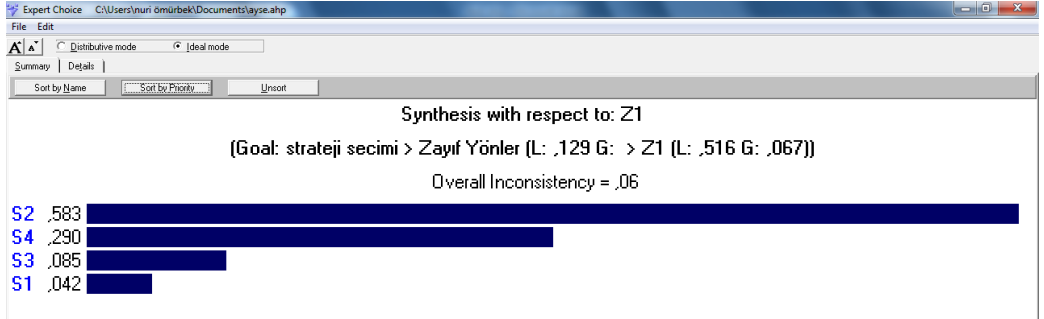 Expert Choice C:\Users\nuri ömürbek\Documents\ayse.ahp
File Edit
A A Distributive mode Ideal mode
Summary Details
Sort by Name Sort by Priority Unsort
Synthesis with respect to: Z1
(Goal: strateji secimi > Zayıf Yönler (L: ,129 G: > Z1 (L: ,516 G: ,067))
Overall Inconsistency = ,06
S2 ,583
S4 ,290
S3 ,085
S1 ,042